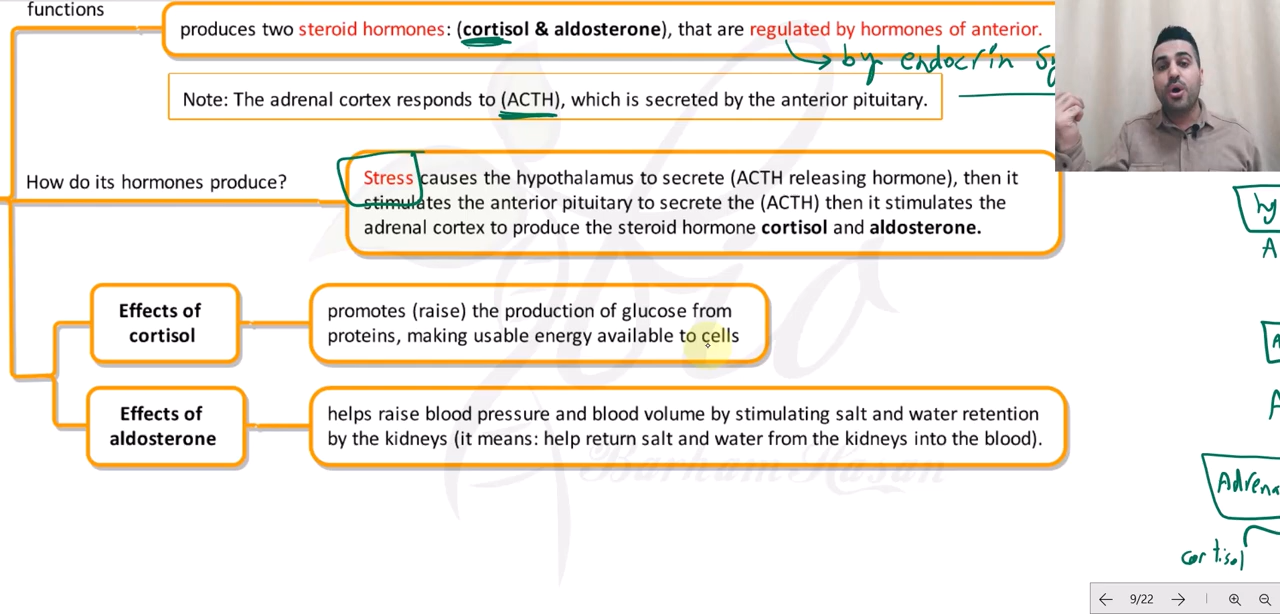 functions
produces two steroid hormones: (cortisol & aldosterone), that are regulated by hormones of anterior.
by endocrin Sy
Note: The adrenal cortex responds to (ACTH), which is secreted by the anterior pituitary.
How do its hormones produce?
Stress causes the hypothalamus to secrete (ACTH releasing hormone), then it
stimulates the anterior pituitary to secrete the (ACTH) then it stimulates the
adrenal cortex to produce the steroid hormone cortisol and aldosterone.
hy
A
Effects of
cortisol
promotes (raise) the production of glucose from
proteins, making usable energy available to cells
A
A
Effects of
aldosterone
helps raise blood pressure and blood volume by stimulating salt and water retention
by the kidneys (it means: help return salt and water from the kidneys into the blood).
Barham Hasan
Adrena
cortisol
9/22